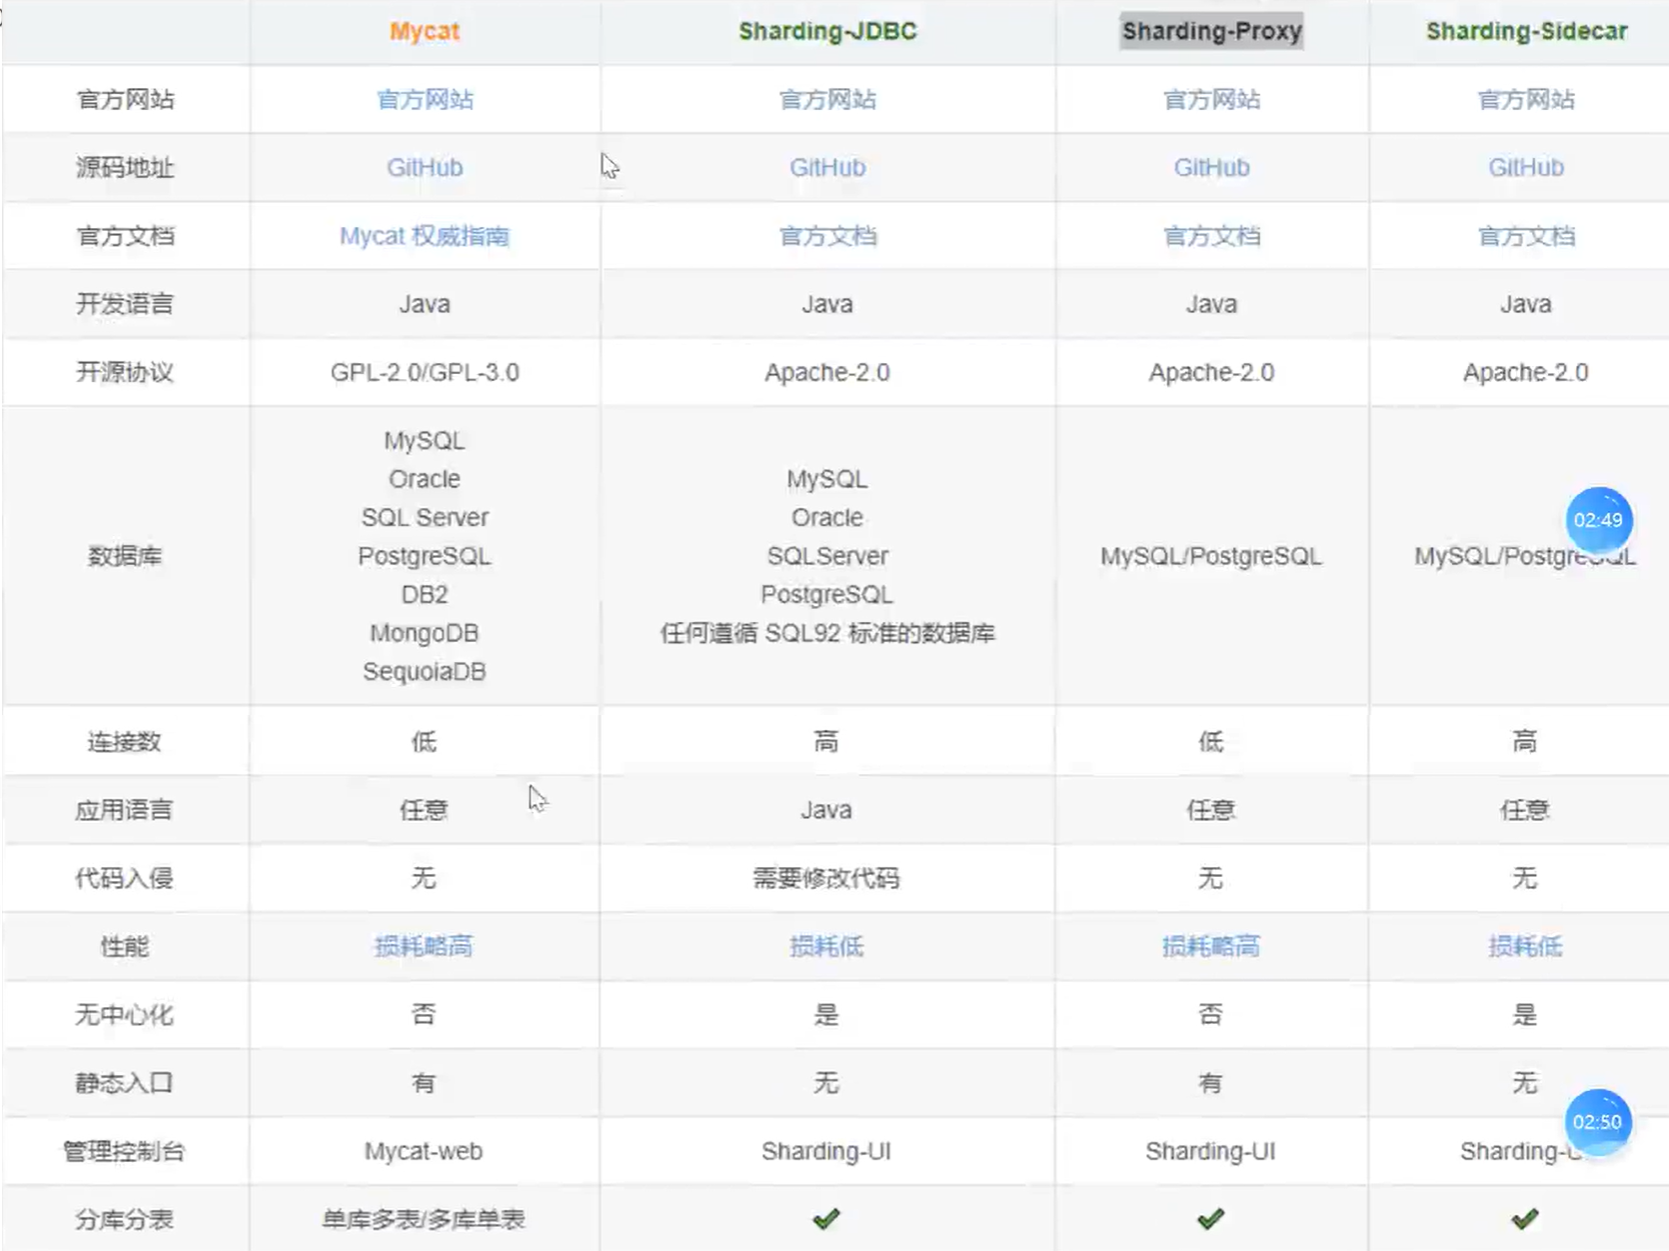 Mycat Sharding-JDBC Sharding-Proxy Sharding-Sidecar
官方网站 官方网站 官方网站 官方网站 官方网站
源码地址 GitHub GitHub GitHub GitHub
官方文档 Mycat 权威指南 官方文档 官方文档 官方文档
开发语言 Java Java Java Java
开源协议 GPL-2.0/GPL-3.0 Apache-2.0 Apache-2.0 Apache-2.0
数据库
MySQL
Oracle
SQL Server
PostgreSQL
DB2
MongoDB
SequoiaDB
MySQL
Oracle
SQLServer
PostgreSQL
任何遵循 SQL92 标准的数据库
MySQL/PostgreSQL
MySQL/PostgreSQL
02:49
连接数 低 高 低 高
应用语言 任意 Java 任意 任意
代码入侵 无 需要修改代码 无 无
性能 损耗略高 损耗低 损耗略高 损耗低
无中心化 否 是 否 是
静态入口 有 无 有 无
管理控制台 Mycat-web Sharding-UI Sharding-UI Sharding-
02:50
分库分表 单库多表/多库单表 ✔ ✔ ✔